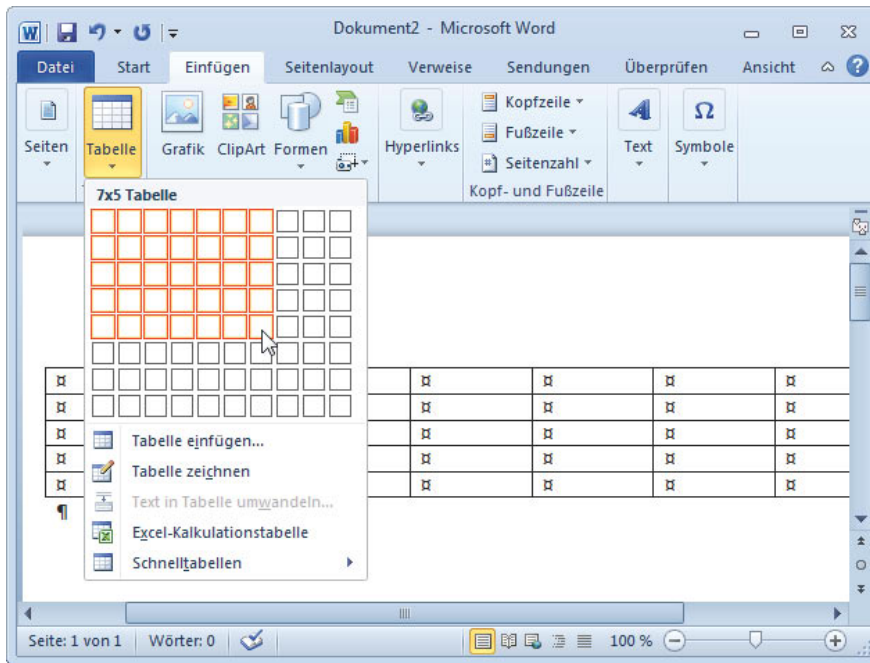 Dokument2 - Microsoft Word
Datei Start Einfügen Seitenlayout Verweise Sendungen Überprüfen Ansicht
Seiten Tabelle Grafik ClipArt Formen Hyperlinks Kopfzeile Fußzeile Seitenzahl Text Symbole
Kopf- und Fußzeile
7x5 Tabelle
¤ ¤ ¤ ¤ ¤
¤ ¤ ¤ ¤ ¤
¤ ¤ ¤ ¤ ¤
¤ ¤ ¤ ¤ ¤
¤ ¤ ¤ ¤ ¤
¶
Tabelle einfügen...
Tabelle zeichnen
Text in Tabelle umwandeln...
Excel-Kalkulationstabelle
Schnelltabellen
Seite: 1 von 1 Wörter: 0 100 %